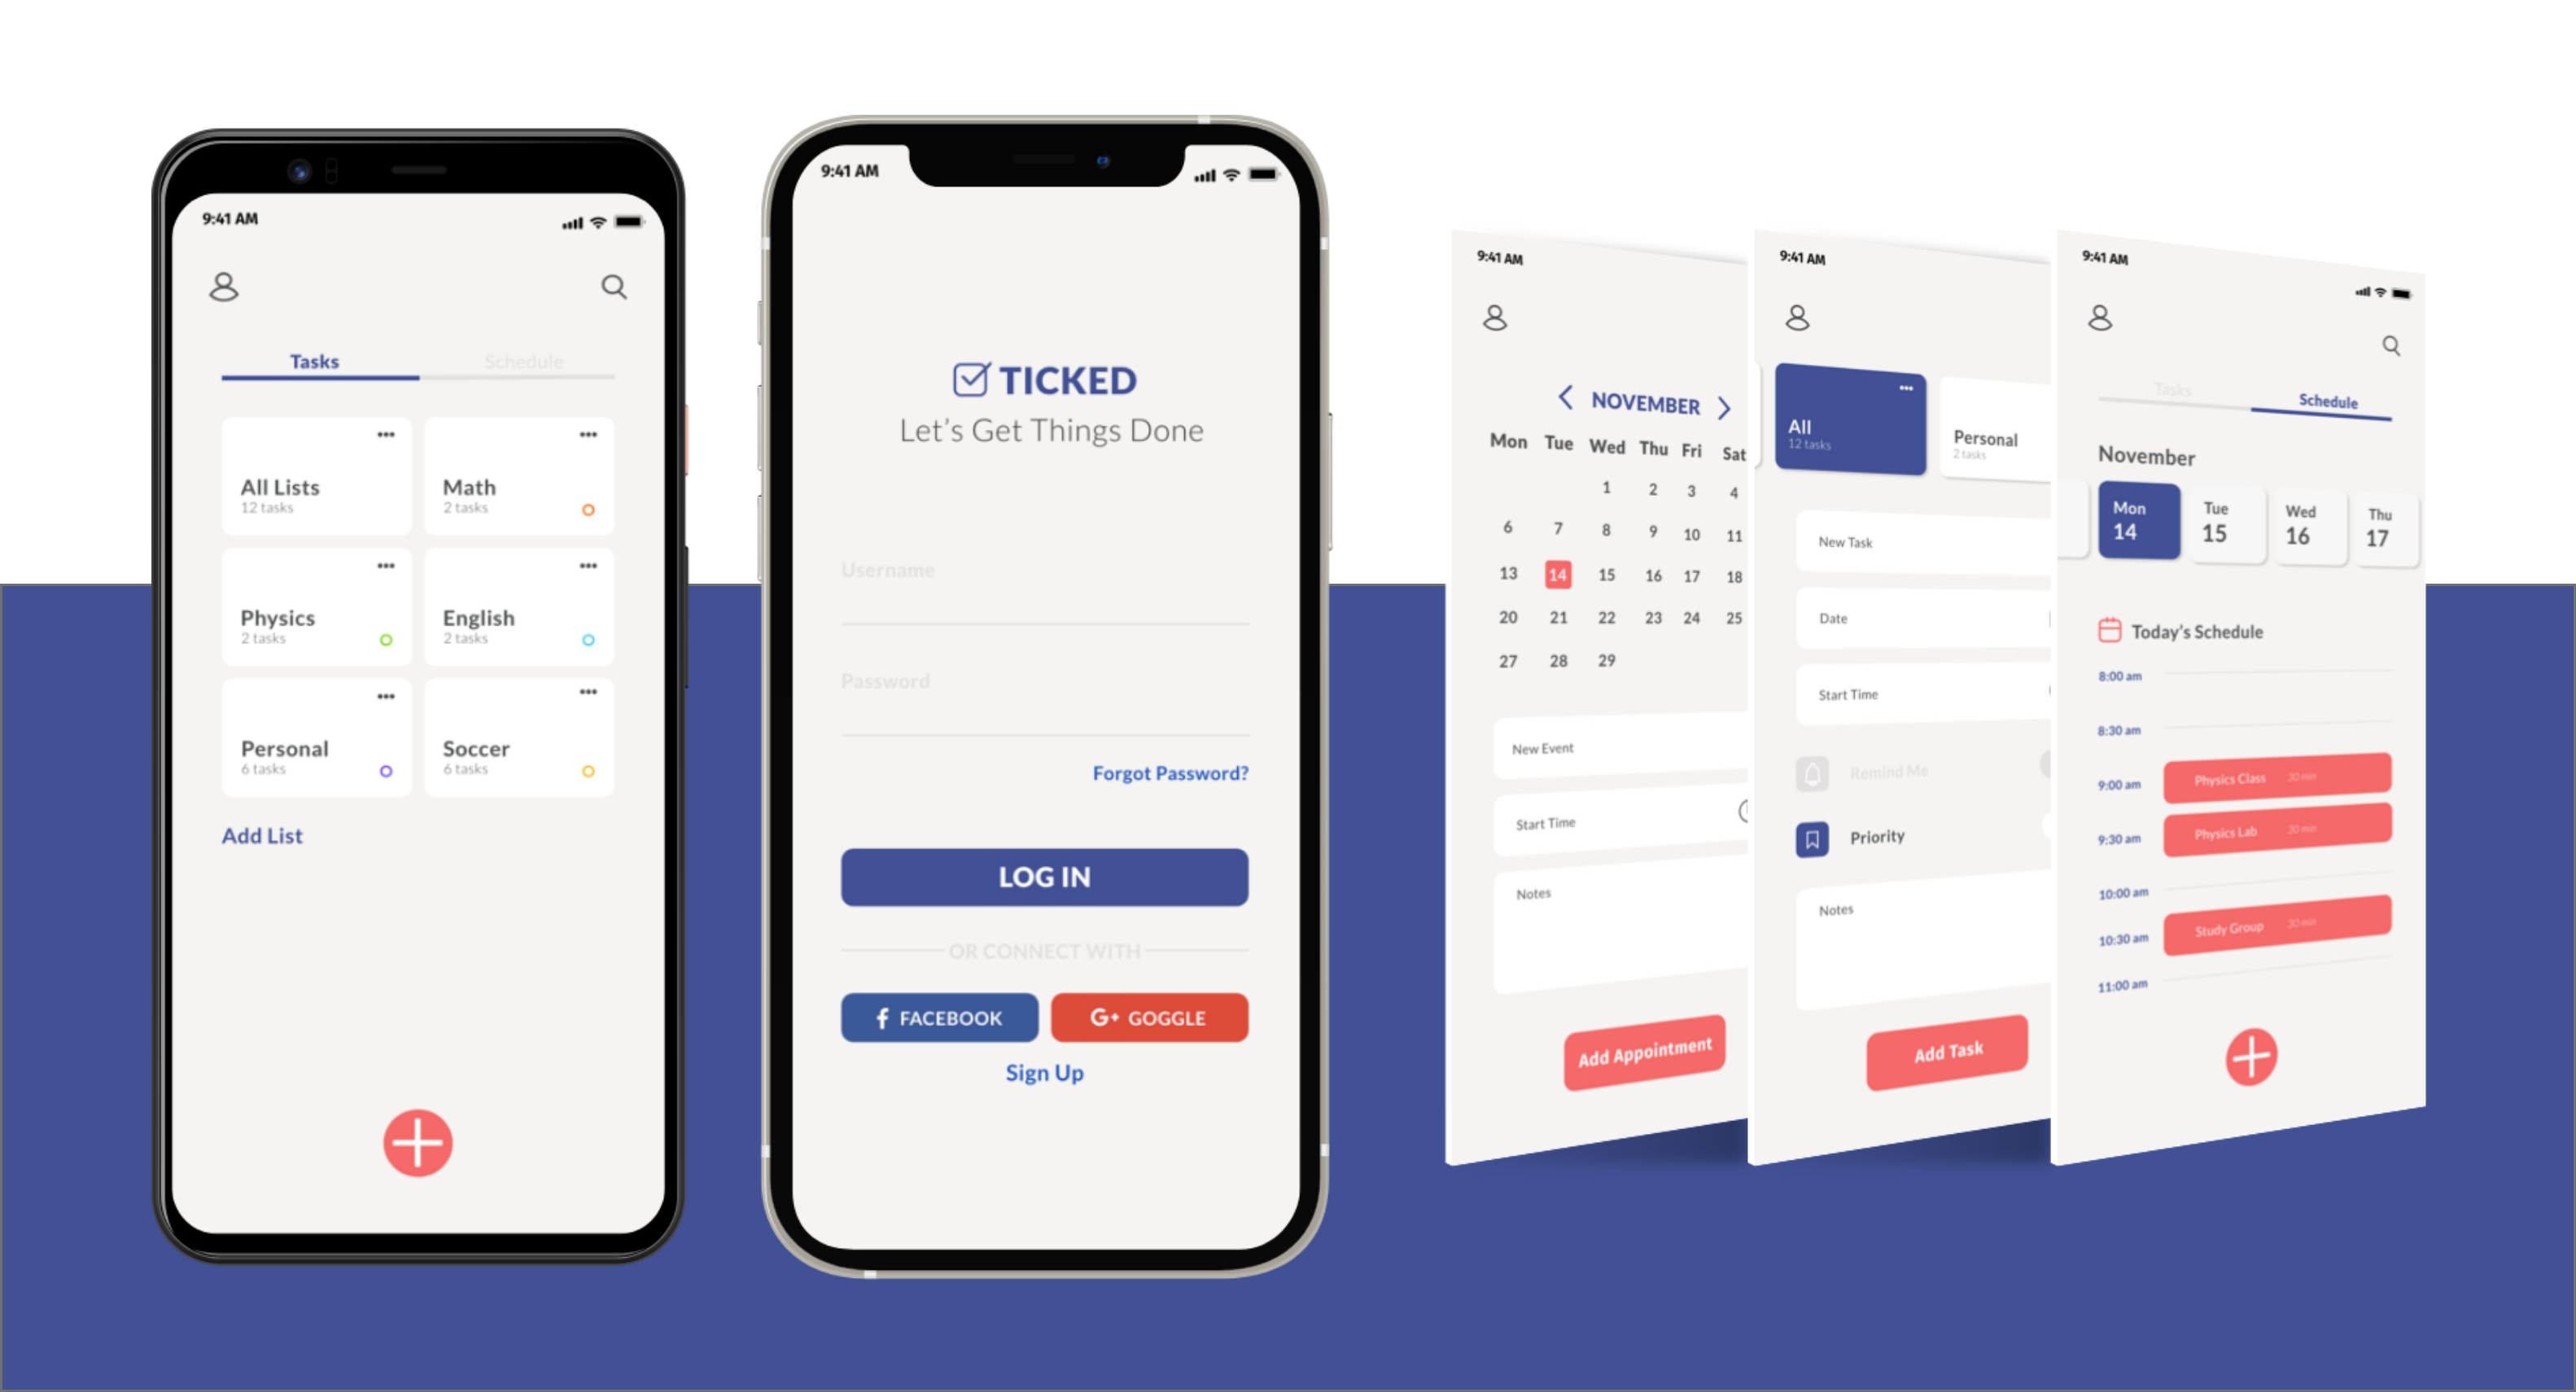 9:41 AM
Tasks Schedule
All Lists
12 tasks
Math
2 tasks
Physics
2 tasks
English
2 tasks
Personal
6 tasks
Soccer
6 tasks
Add List
9:41 AM
TICKED
Let's Get Things Done
Username
Password
Forgot Password?
LOG IN
OR CONNECT WITH
f FACEBOOK
G+ GOGGLE
Sign Up
9:41 AM
NOVEMBER
Mon Tue Wed Thu Fri Sat
1 2 3 4
6 7 8 9 10 11
13 14 15 16 17 18
20 21 22 23 24 25
27 28 29
New Event
Start Time
Notes
Add Appointment
9:41 AM
All
12 tasks
Personal
2 tasks
New Task
Date
Start Time
Remind Me
Priority
Notes
Add Task
9:41 AM
Tasks Schedule
November
Mon Tue Wed Thu
14 15 16 17
Today's Schedule
8:00 am
8:30 am
9:00 am Physics Class 30 min
9:30 am Physics Lab 30 min
10:00 am
10:30 am Study Group 30 min
11:00 am